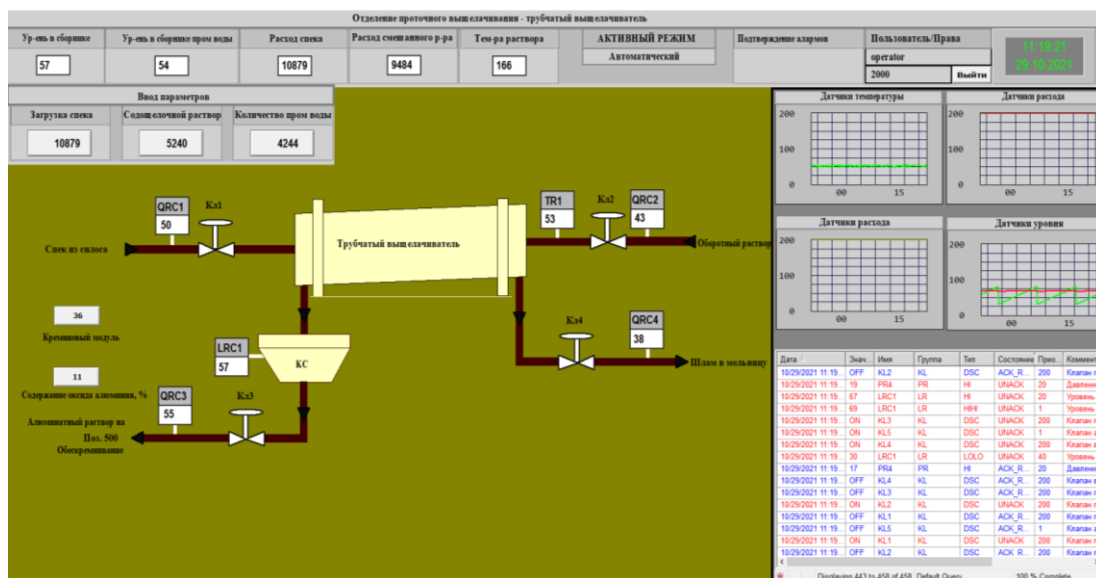 Отделение проточного выщелачивания - трубчатый выщелачиватель
Ур-ень в сборнике
Ур-ень в сборнике пром воды
Расход спека
Расход смешанного р-ра
Тем-ра раствора
АКТИВНЫЙ РЕЖИМ
Подтверждение алармов
Пользователь/Права
57
54
10879
9484
166
Автоматический
operator
2000
Выйти
11:19:21
29.10.2021
Ввод параметров
Загрузка спека
Содощелочной раствор
Количество пром воды
10879
5240
4244
Датчики температуры
200
100
0
00
15
Датчики расхода
200
100
0
00
15
Датчики расхода
200
100
0
00
15
Датчики уровня
200
100
0
00
15
QRC1
50
Кл1
TR1
53
Кл2
QRC2
43
Спек из силоса
Трубчатый выщелачиватель
Оборотный раствор
36
Кремниевый модуль
LRC1
57
КС
Кл4
QRC4
38
Шлам в мельницу
11
Содержание оксида алюминия, %
QRC3
55
Кл3
Алюминатный раствор на
Поз. 500
Обескремнивание
Дата Знач... Имя Группа Тип Состояние Прио... Коммент
10/29/2021 11:19... OFF KL2 KL DSC ACK_R... 200 Клапан п
10/29/2021 11:19... 19 PR4 PR HI UNACK 20 Давлени
10/29/2021 11:19... 67 LRC1 LR HI UNACK 20 Уровень
10/29/2021 11:19... 69 LRC1 LR HIHI UNACK 1 Уровень
10/29/2021 11:19... ON KL3 KL DSC UNACK 200 Клапан п
10/29/2021 11:19... ON KL5 KL DSC UNACK 1 Клапан а
10/29/2021 11:19... ON KL4 KL DSC UNACK 200 Клапан в
10/29/2021 11:19... 30 LRC1 LR LOLO UNACK 40 Уровень
10/29/2021 11:19... 17 PR4 PR HI ACK_R... 20 Давлени
10/29/2021 11:19... OFF KL4 KL DSC ACK_R... 200 Клапан в
10/29/2021 11:19... OFF KL3 KL DSC ACK_R... 200 Клапан п
10/29/2021 11:19... ON KL2 KL DSC UNACK 200 Клапан п
10/29/2021 11:19... OFF KL1 KL DSC ACK_R... 200 Клапан п
10/29/2021 11:19... OFF KL5 KL DSC ACK_R... 1 Клапан а
10/29/2021 11:19... ON KL1 KL DSC UNACK 200 Клапан п
10/29/2021 11:19... OFF KL2 KL DSC ACK_R... 200 Клапан п
Displaying 443 to 458 of 458 Default Query 100 % Complete